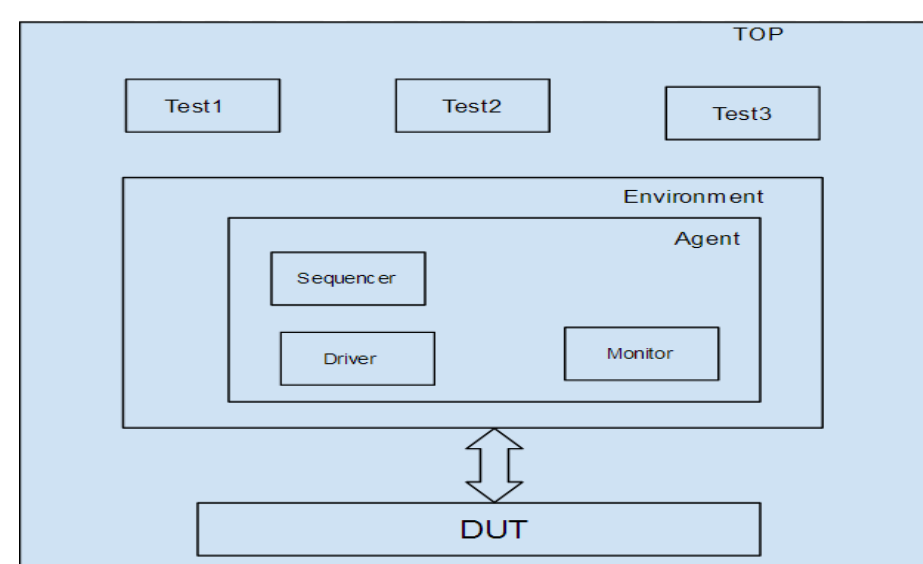 TOP
Test1
Test2
Test3
Environment
Agent
Sequencer
Driver
Monitor
DUT